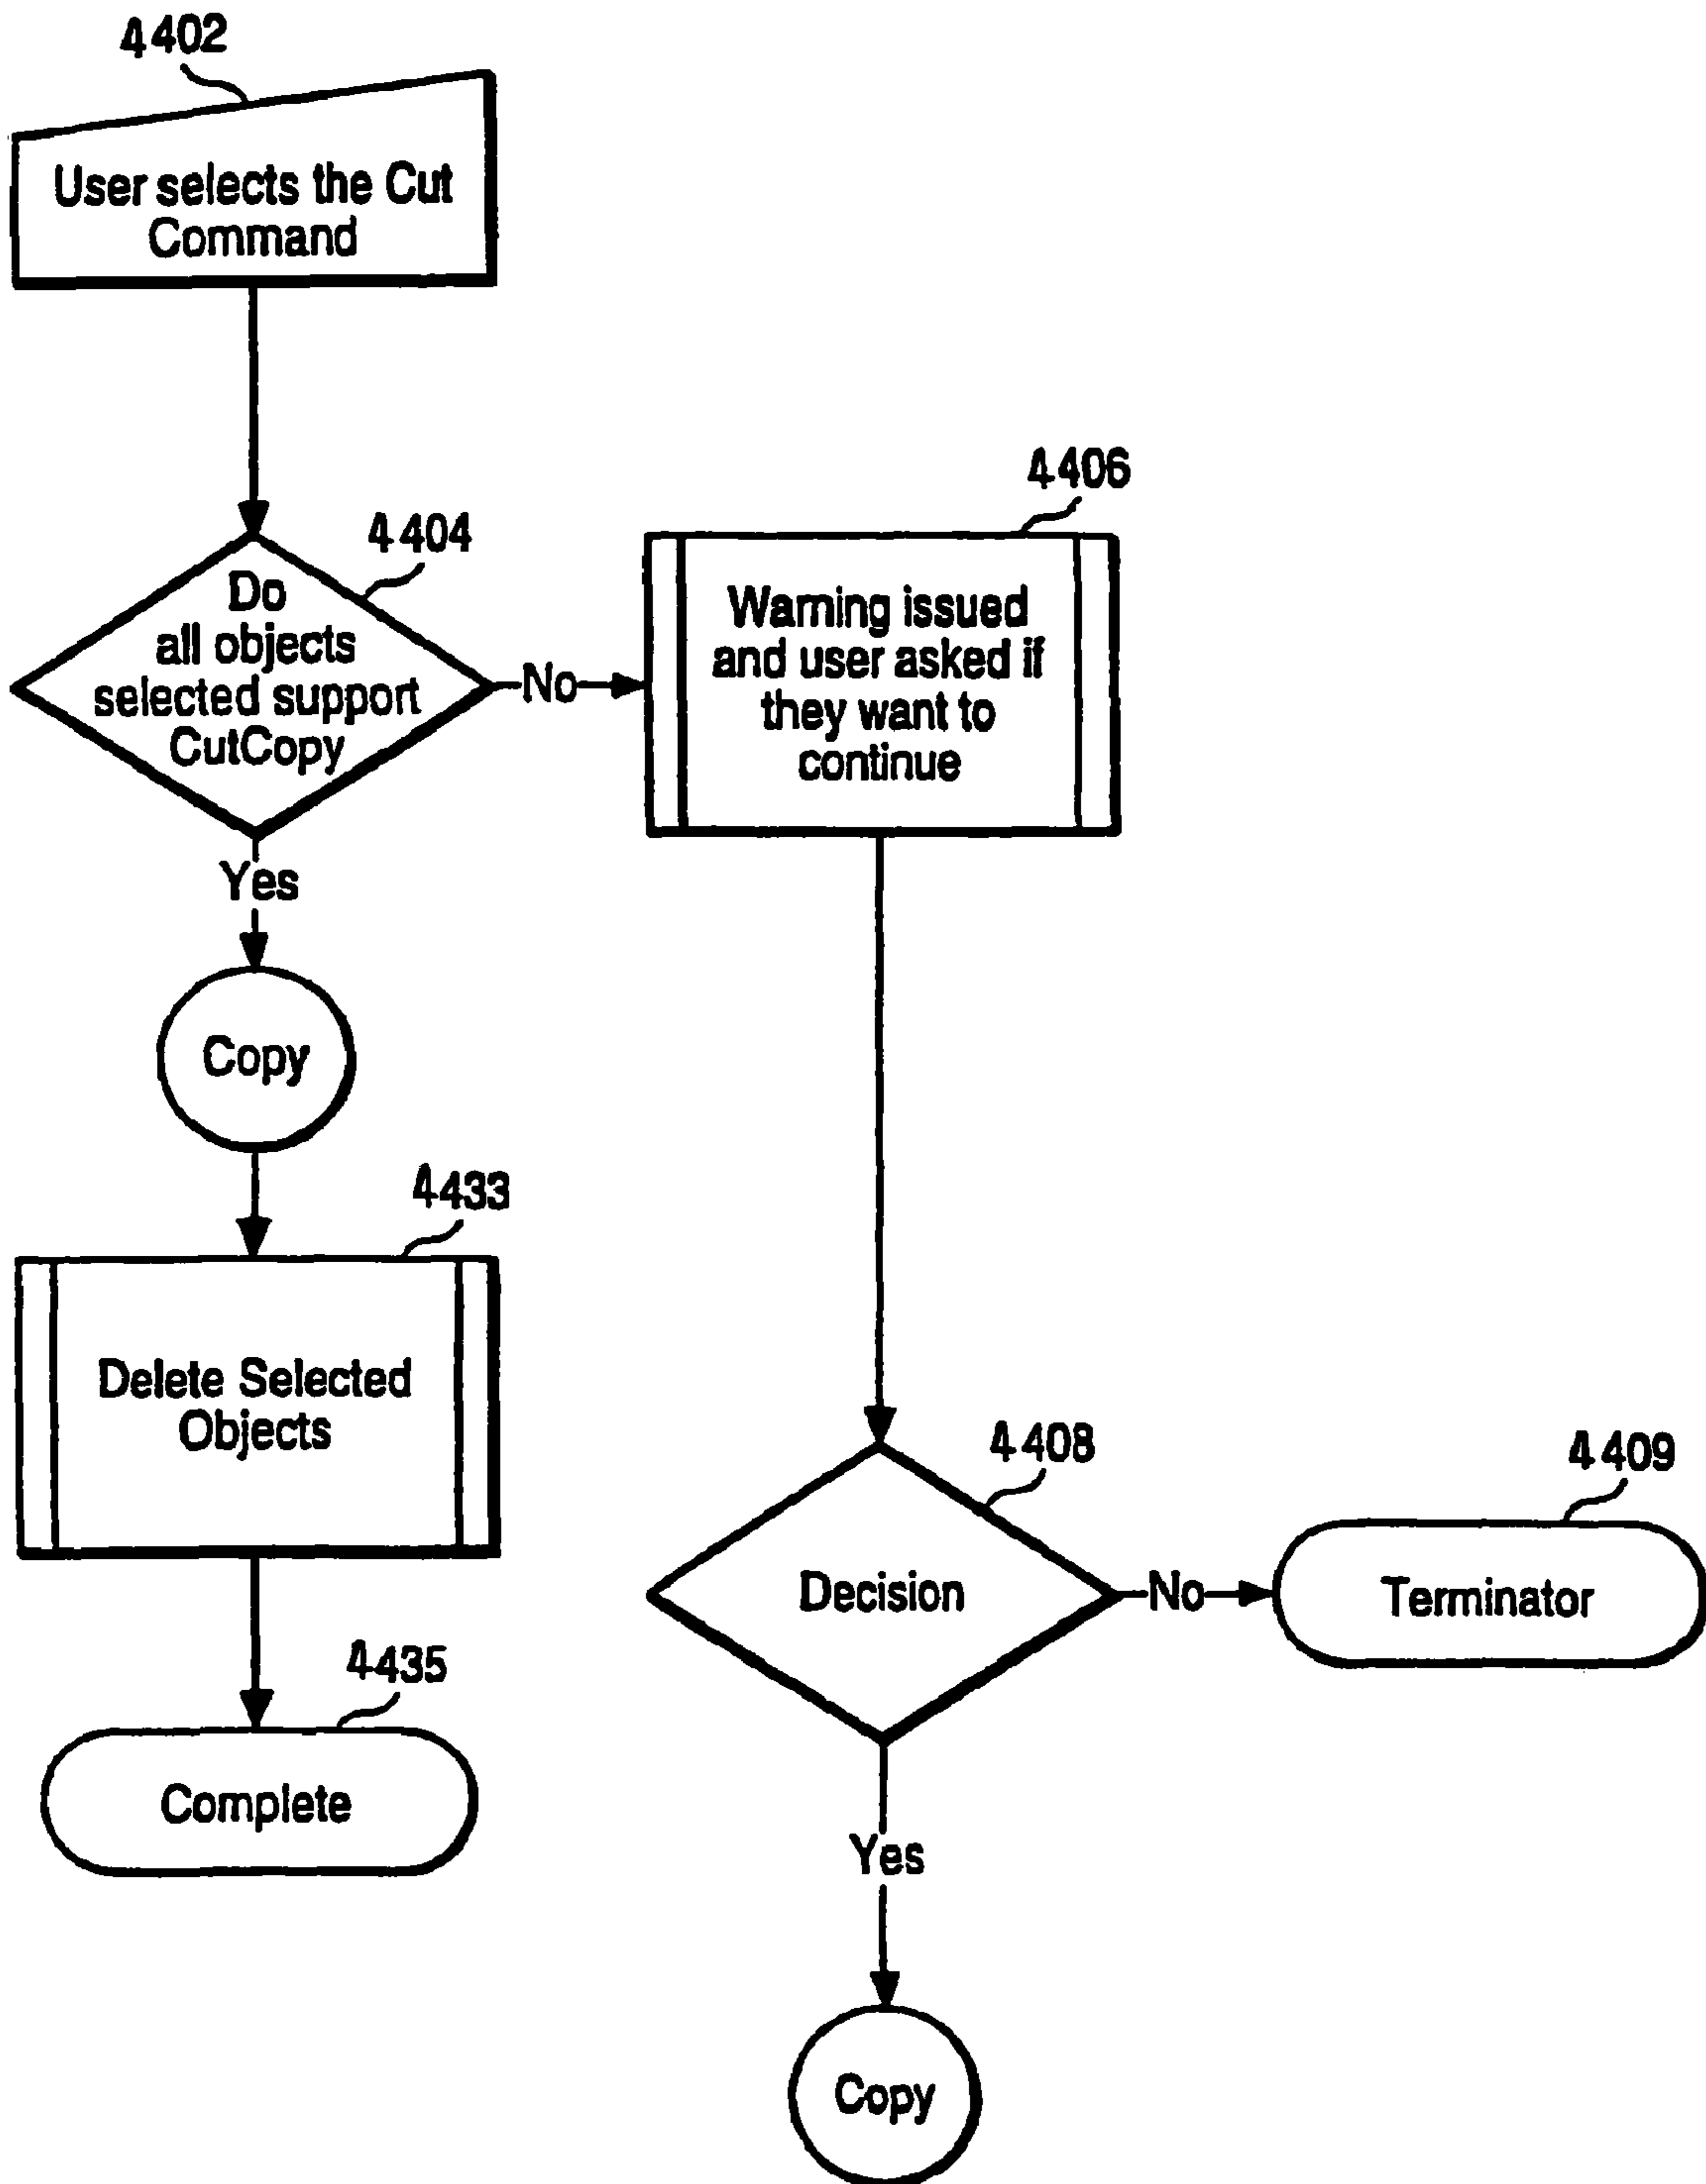 4402
User selects the Cut
Command
4404
Do
all objects
selected support
CutCopy
No
4406
Warning issued
and user asked if
they want to
continue
Yes
Copy
4433
Delete Selected
Objects
4435
Complete
4408
Decision
No
4409
Terminator
Yes
Copy